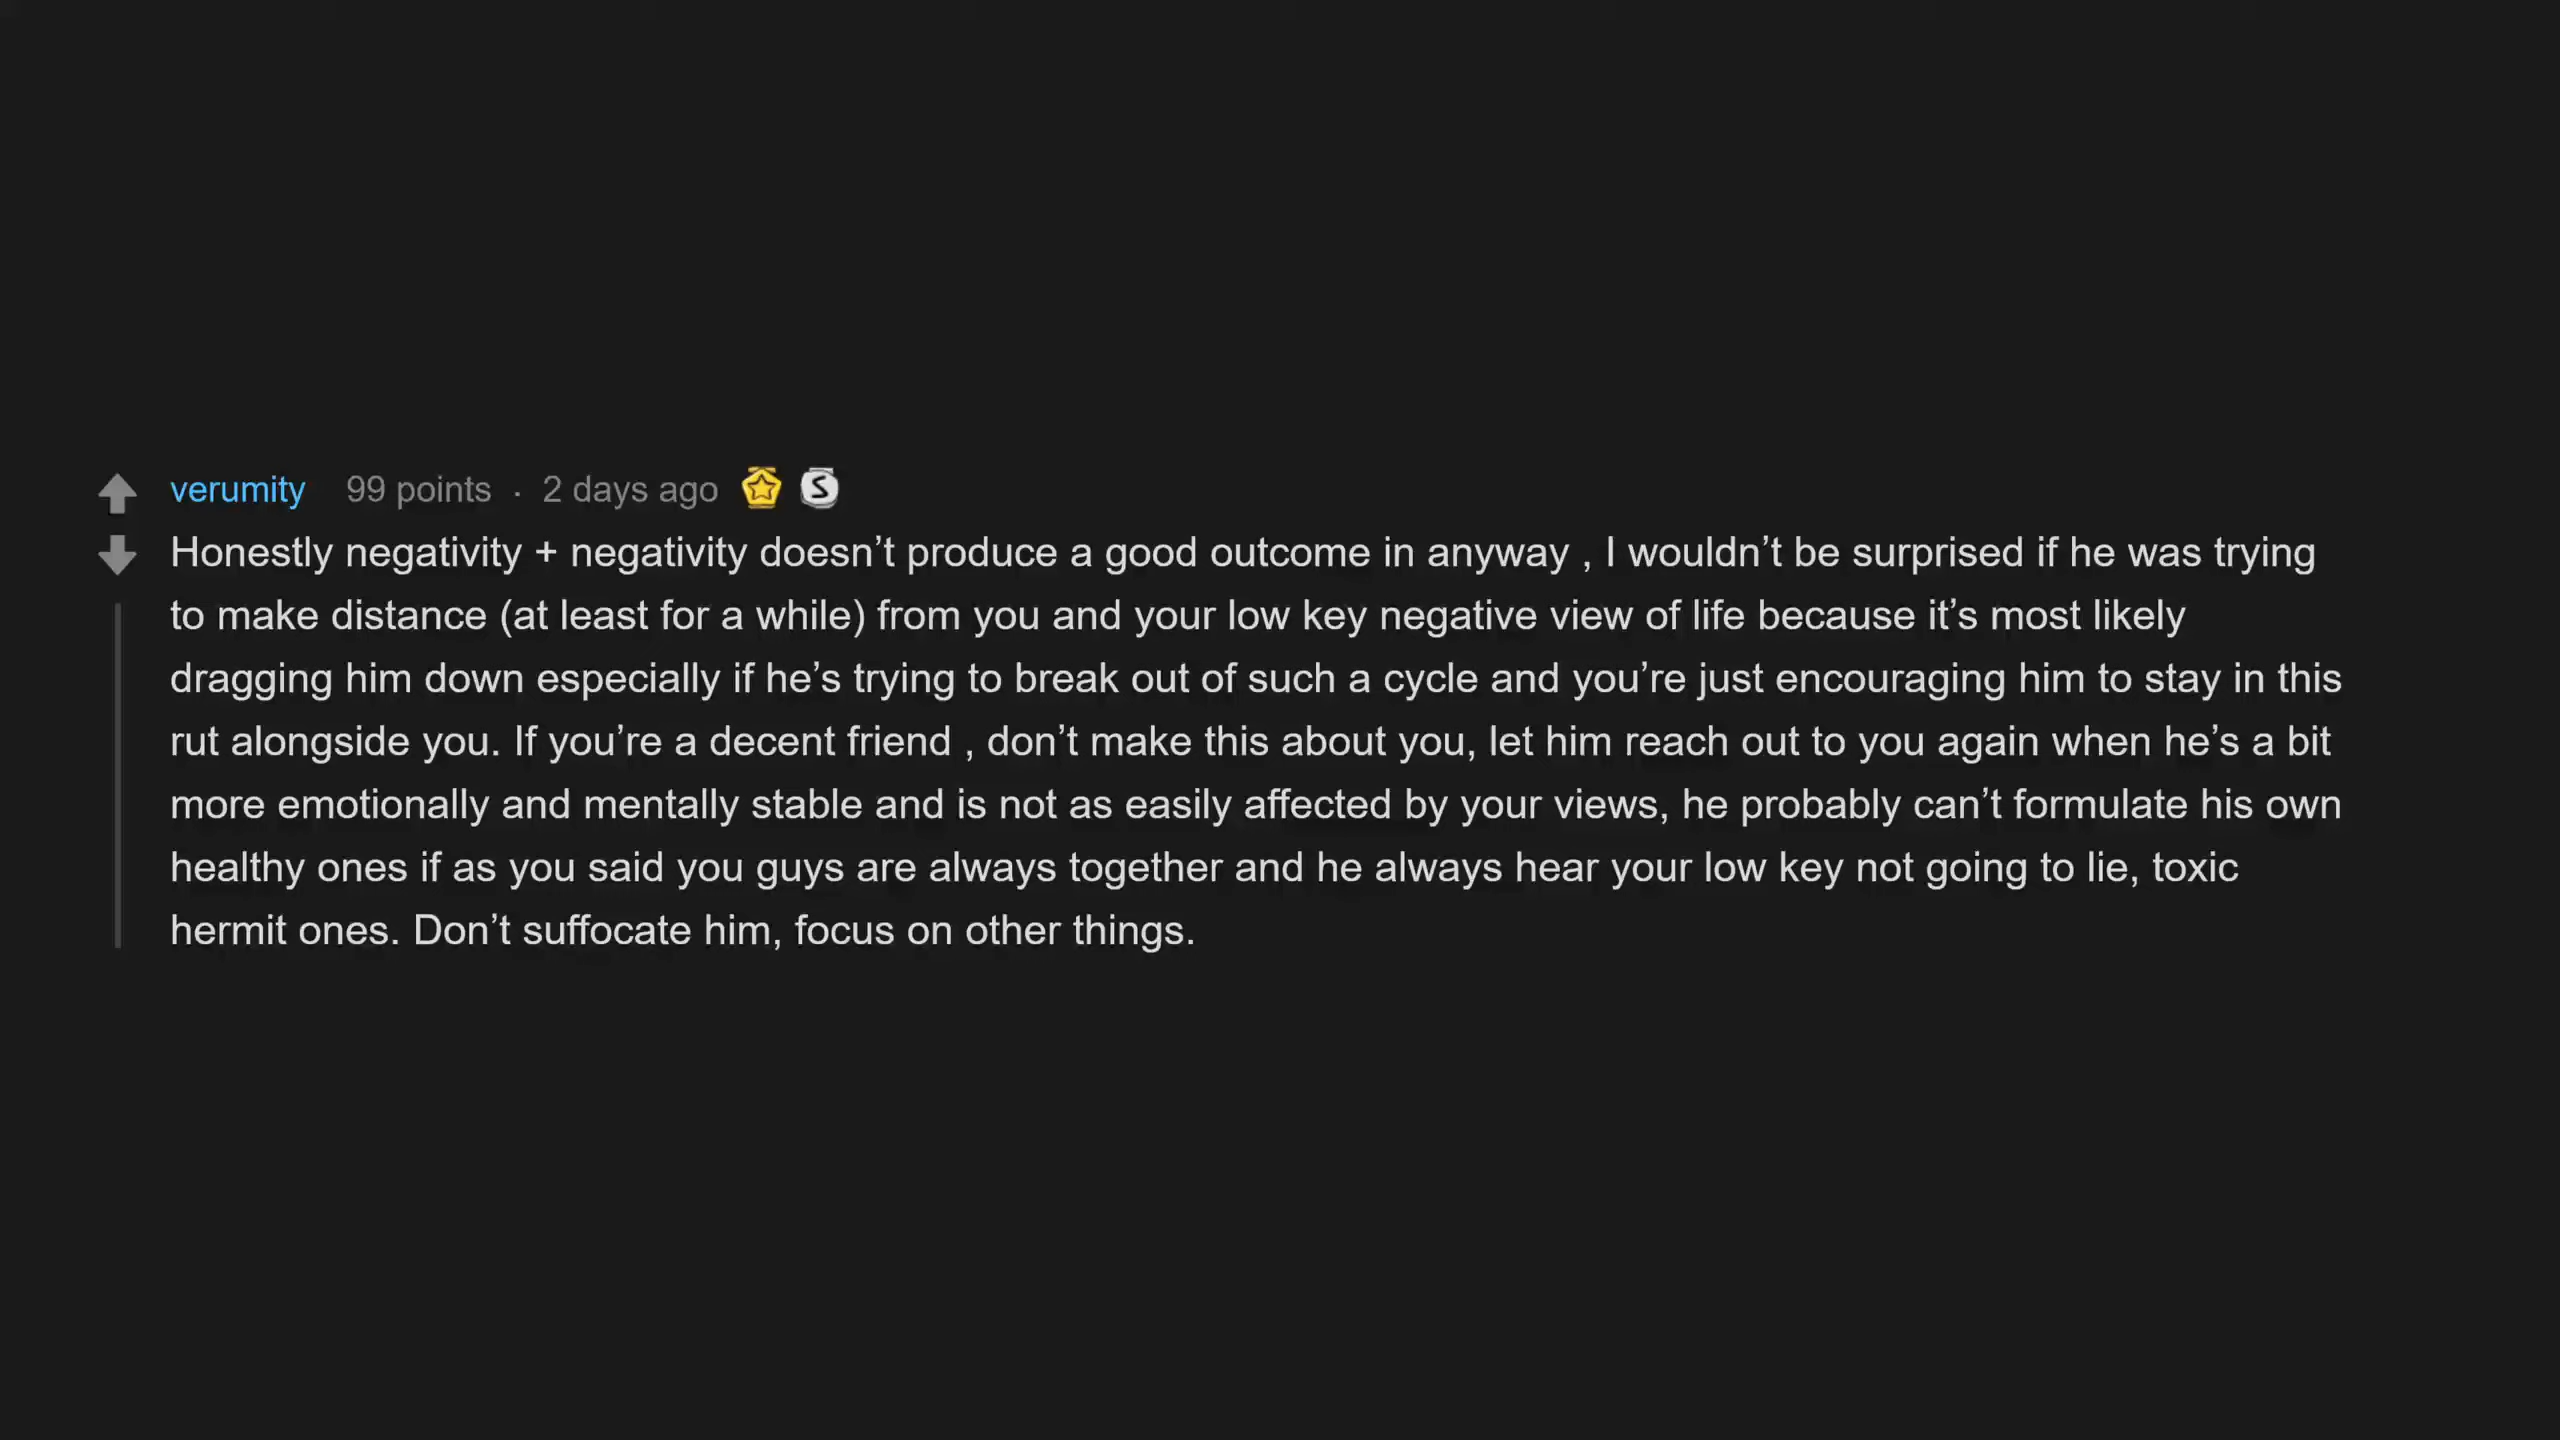 verumity 99 points · 2 days ago
Honestly negativity + negativity doesn’t produce a good outcome in anyway , I wouldn’t be surprised if he was trying
to make distance (at least for a while) from you and your low key negative view of life because it’s most likely
dragging him down especially if he’s trying to break out of such a cycle and you’re just encouraging him to stay in this
rut alongside you. If you’re a decent friend , don’t make this about you, let him reach out to you again when he’s a bit
more emotionally and mentally stable and is not as easily affected by your views, he probably can’t formulate his own
healthy ones if as you said you guys are always together and he always hear your low key not going to lie, toxic
hermit ones. Don’t suffocate him, focus on other things.